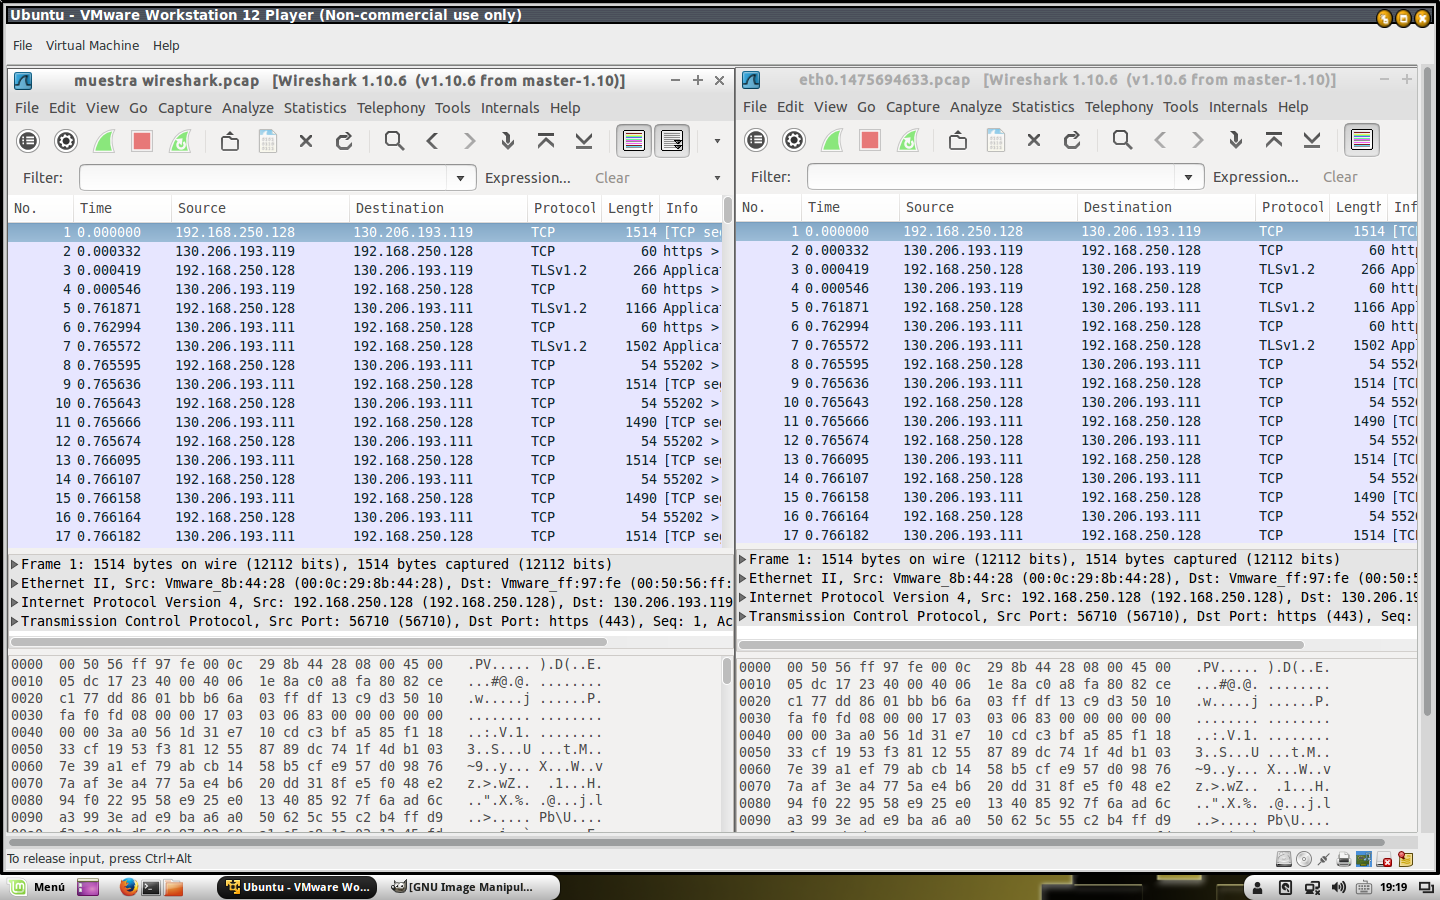 Ubuntu - VMware Workstation 12 Player (Non-commercial use only)
File Virtual Machine Help
muestra wireshark.pcap [Wireshark 1.10.6 (v1.10.6 from master-1.10)]
File Edit View Go Capture Analyze Statistics Telephony Tools Internals Help
Filter: Expression... Clear
No. Time Source Destination Protocol Length Info
1 0.000000 192.168.250.128 130.206.193.119 TCP 1514 [TCP se
2 0.000332 130.206.193.119 192.168.250.128 TCP 60 https >
3 0.000419 192.168.250.128 130.206.193.119 TLSv1.2 266 Applica
4 0.000546 130.206.193.119 192.168.250.128 TCP 60 https >
5 0.761871 192.168.250.128 130.206.193.111 TLSv1.2 1166 Applica
6 0.762994 130.206.193.111 192.168.250.128 TCP 60 https >
7 0.765572 130.206.193.111 192.168.250.128 TLSv1.2 1502 Applica
8 0.765595 192.168.250.128 130.206.193.111 TCP 54 55202 >
9 0.765636 130.206.193.111 192.168.250.128 TCP 1514 [TCP se
10 0.765643 192.168.250.128 130.206.193.111 TCP 54 55202 >
11 0.765666 130.206.193.111 192.168.250.128 TCP 1490 [TCP se
12 0.765674 192.168.250.128 130.206.193.111 TCP 54 55202 >
13 0.766095 130.206.193.111 192.168.250.128 TCP 1514 [TCP se
14 0.766107 192.168.250.128 130.206.193.111 TCP 54 55202 >
15 0.766158 130.206.193.111 192.168.250.128 TCP 1490 [TCP se
16 0.766164 192.168.250.128 130.206.193.111 TCP 54 55202 >
17 0.766182 130.206.193.111 192.168.250.128 TCP 1514 [TCP se
Frame 1: 1514 bytes on wire (12112 bits), 1514 bytes captured (12112 bits)
Ethernet II, Src: Vmware_8b:44:28 (00:0c:29:8b:44:28), Dst: Vmware_ff:97:fe (00:50:56:ff:
Internet Protocol Version 4, Src: 192.168.250.128 (192.168.250.128), Dst: 130.206.193.119
Transmission Control Protocol, Src Port: 56710 (56710), Dst Port: https (443), Seq: 1, Ac
0000 00 50 56 ff 97 fe 00 0c 29 8b 44 28 08 00 45 00 .PV..... ).D(..E.
0010 05 dc 17 23 40 00 40 06 1e 8a c0 a8 fa 80 82 ce ...#@.@. ........
0020 c1 77 dd 86 01 bb b6 6a 03 ff df 13 c9 d3 50 10 .w.....j ......P.
0030 fa f0 fd 08 00 00 17 03 03 06 83 00 00 00 00 00 ........ ........
0040 00 00 3a a0 56 1d 31 e7 10 cd c3 bf a5 85 f1 18 ..:.V.1. ........
0050 33 cf 19 53 f3 81 12 55 87 89 dc 74 1f 4d b1 03 3..S...U ...t.M..
0060 7e 39 a1 ef 79 ab cb 14 58 b5 cf e9 57 d0 98 76 ~9..y... X...W..v
0070 7a af 3e a4 77 5a e4 b6 20 dd 31 8f e5 f0 48 e2 z.>.wZ.. .1...H.
0080 94 f0 22 95 58 e9 25 e0 13 40 85 92 7f 6a ad 6c ..".X.%. .@...j.l
0090 a3 99 3e ad e9 ba a6 a0 50 62 5c 55 c2 b4 ff d9 ..>..... Pb\U....
eth0.1475694633.pcap [Wireshark 1.10.6 (v1.10.6 from master-1.10)]
File Edit View Go Capture Analyze Statistics Telephony Tools Internals Help
Filter: Expression... Clear
No. Time Source Destination Protocol Length Inf
1 0.000000 192.168.250.128 130.206.193.119 TCP 1514 [TC
2 0.000332 130.206.193.119 192.168.250.128 TCP 60 http
3 0.000419 192.168.250.128 130.206.193.119 TLSv1.2 266 Appl
4 0.000546 130.206.193.119 192.168.250.128 TCP 60 http
5 0.761871 192.168.250.128 130.206.193.111 TLSv1.2 1166 Appl
6 0.762994 130.206.193.111 192.168.250.128 TCP 60 http
7 0.765572 130.206.193.111 192.168.250.128 TLSv1.2 1502 Appl
8 0.765595 192.168.250.128 130.206.193.111 TCP 54 5520
9 0.765636 130.206.193.111 192.168.250.128 TCP 1514 [TC
10 0.765643 192.168.250.128 130.206.193.111 TCP 54 5520
11 0.765666 130.206.193.111 192.168.250.128 TCP 1490 [TC
12 0.765674 192.168.250.128 130.206.193.111 TCP 54 5520
13 0.766095 130.206.193.111 192.168.250.128 TCP 1514 [TC
14 0.766107 192.168.250.128 130.206.193.111 TCP 54 5520
15 0.766158 130.206.193.111 192.168.250.128 TCP 1490 [TC
16 0.766164 192.168.250.128 130.206.193.111 TCP 54 5520
17 0.766182 130.206.193.111 192.168.250.128 TCP 1514 [TC
Frame 1: 1514 bytes on wire (12112 bits), 1514 bytes captured (12112 bits)
Ethernet II, Src: Vmware_8b:44:28 (00:0c:29:8b:44:28), Dst: Vmware_ff:97:fe (00:50:5
Internet Protocol Version 4, Src: 192.168.250.128 (192.168.250.128), Dst: 130.206.19
Transmission Control Protocol, Src Port: 56710 (56710), Dst Port: https (443), Seq:
0000 00 50 56 ff 97 fe 00 0c 29 8b 44 28 08 00 45 00 .PV..... ).D(..E.
0010 05 dc 17 23 40 00 40 06 1e 8a c0 a8 fa 80 82 ce ...#@.@. ........
0020 c1 77 dd 86 01 bb b6 6a 03 ff df 13 c9 d3 50 10 .w.....j ......P.
0030 fa f0 fd 08 00 00 17 03 03 06 83 00 00 00 00 00 ........ ........
0040 00 00 3a a0 56 1d 31 e7 10 cd c3 bf a5 85 f1 18 ..:.V.1. ........
0050 33 cf 19 53 f3 81 12 55 87 89 dc 74 1f 4d b1 03 3..S...U ...t.M..
0060 7e 39 a1 ef 79 ab cb 14 58 b5 cf e9 57 d0 98 76 ~9..y... X...W..v
0070 7a af 3e a4 77 5a e4 b6 20 dd 31 8f e5 f0 48 e2 z.>.wZ.. .1...H.
0080 94 f0 22 95 58 e9 25 e0 13 40 85 92 7f 6a ad 6c ..".X.%. .@...j.l
0090 a3 99 3e ad e9 ba a6 a0 50 62 5c 55 c2 b4 ff d9 ..>..... Pb\U....
To release input, press Ctrl+Alt
Menú Ubuntu - VMware Wo... [GNU Image Manipul... 19:19